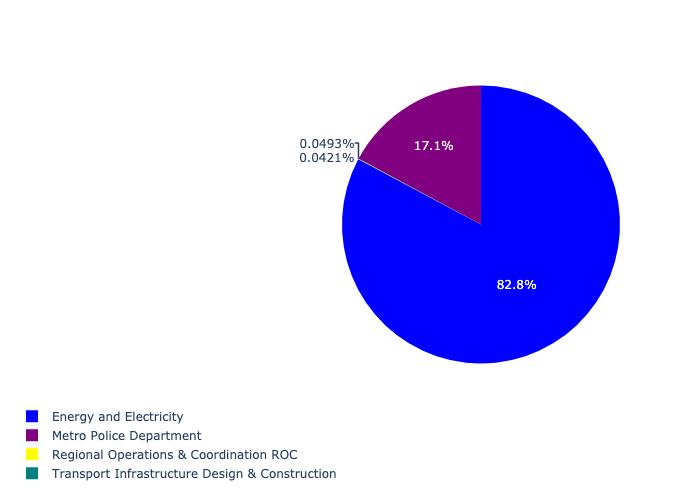 0.0493%
0.0421%
17.1%
82.8%
Energy and Electricity
Metro Police Department
Regional Operations & Coordination ROC
Transport Infrastructure Design & Construction